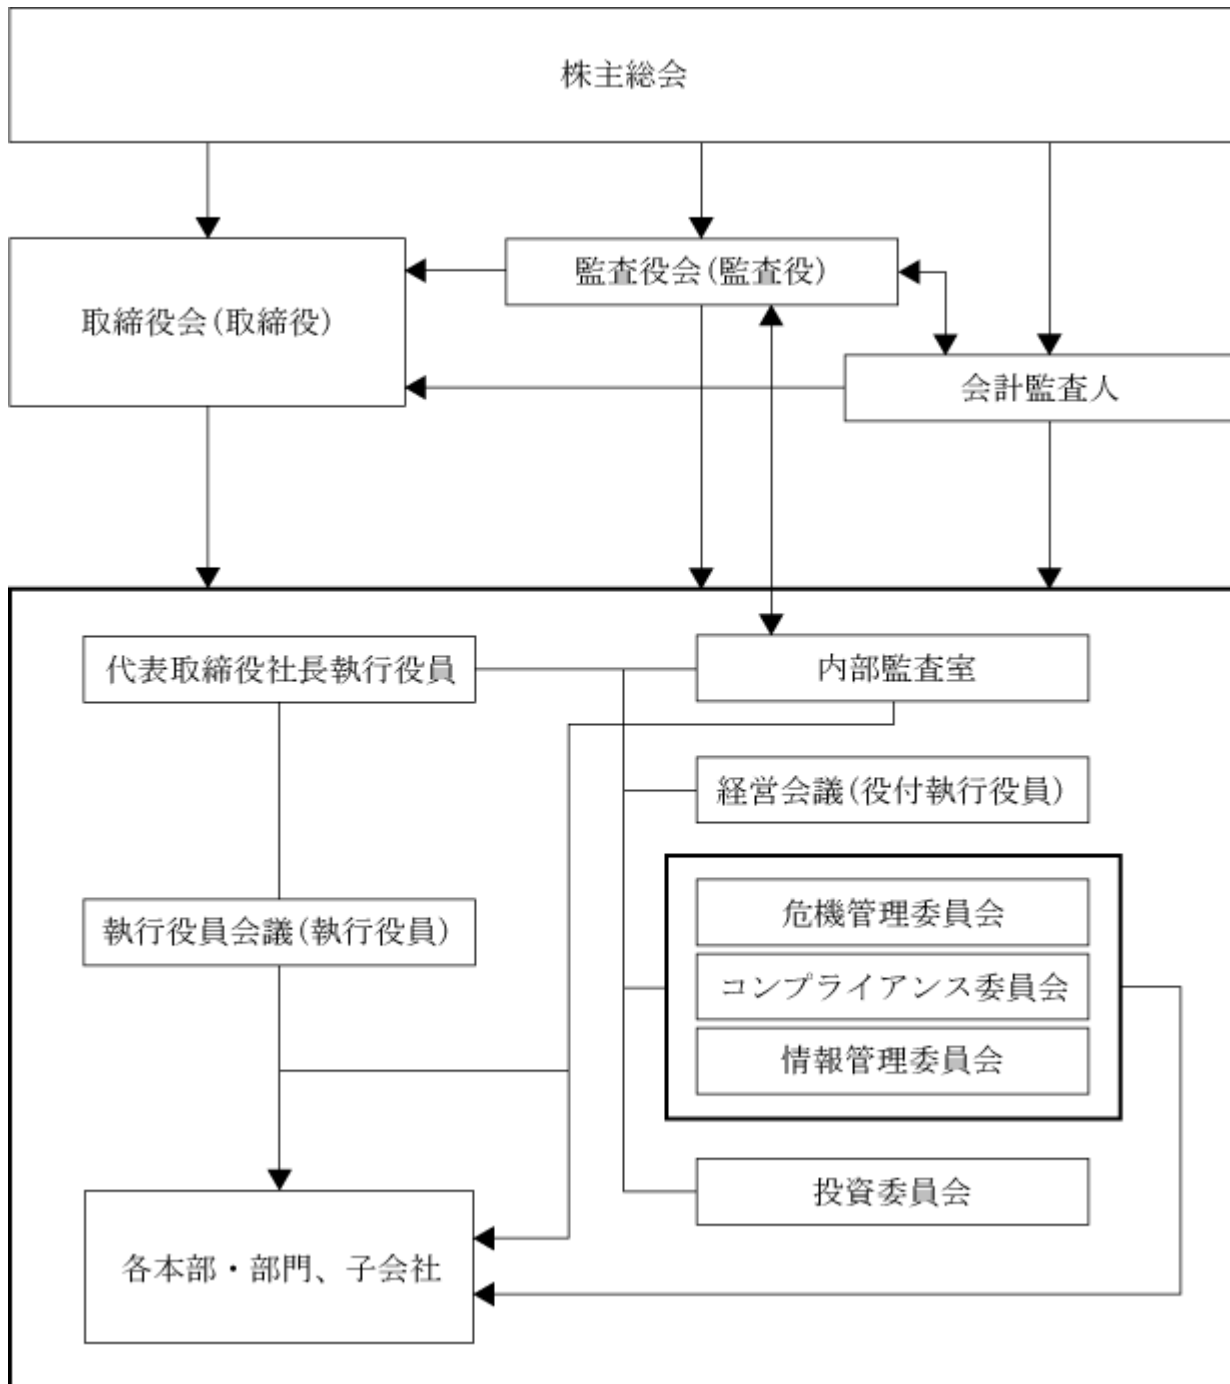 株主総会
監査役会(監査役)
取締役会(取締役)
会計監査人
代表取締役社長執行役員
内部監査室
経営会議(役付執行役員)
危機管理委員会
執行役員会議(執行役員)
コンプライアンス委員会
情報管理委員会
投資委員会
各本部・部門、子会社